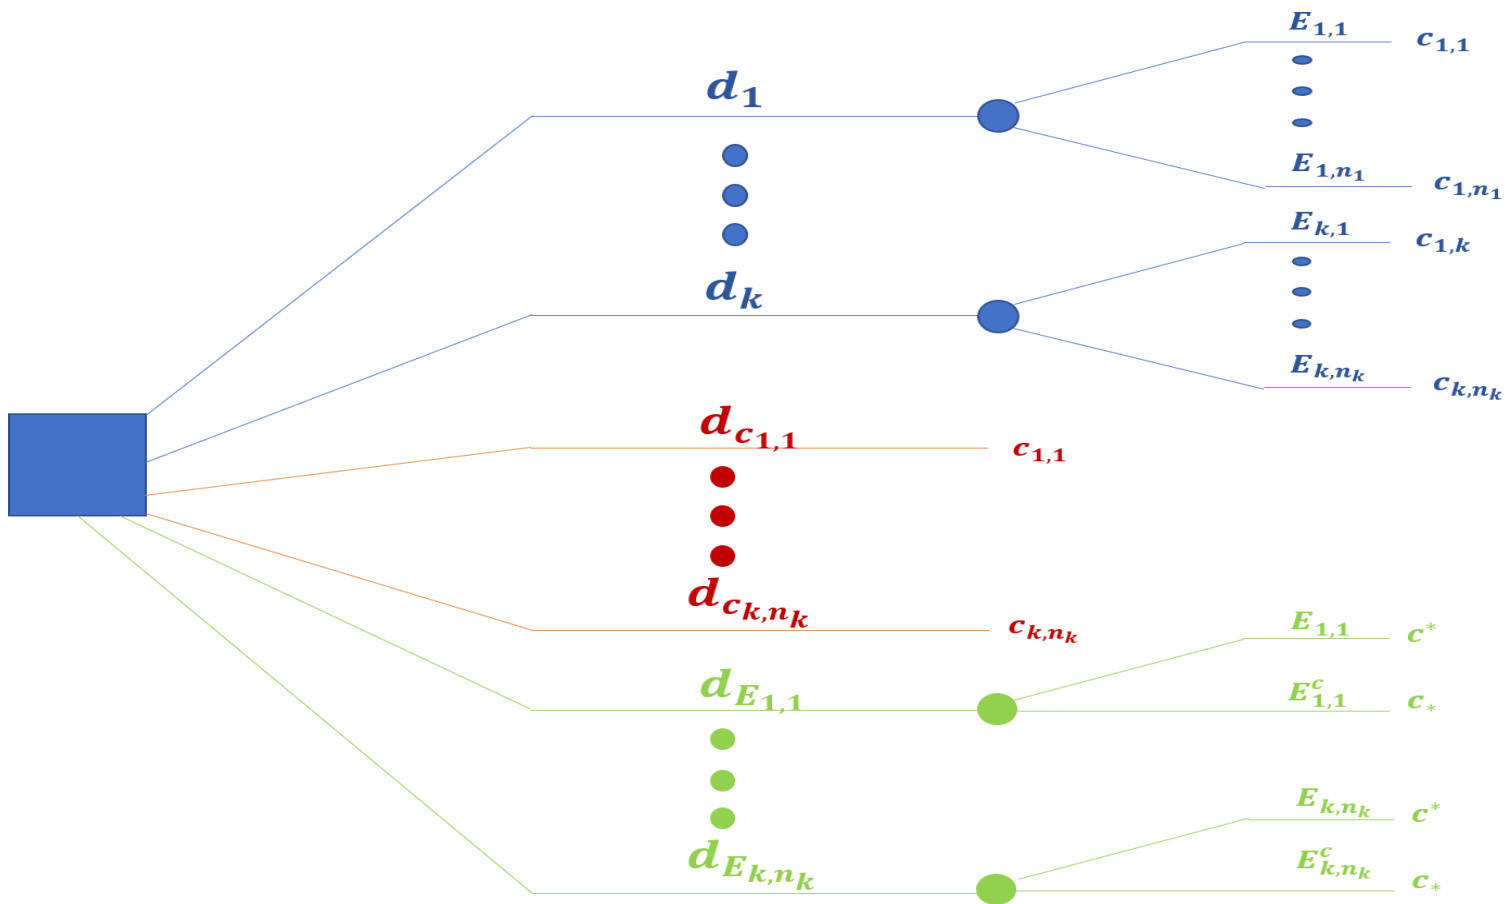 E_{1,1} c_{1,1}
d_1
E_{1,n_1} c_{1,n_1}
E_{k,1} c_{1,k}
d_k
E_{k,n_k} c_{k,n_k}
d_{c_{1,1}} c_{1,1}
d_{c_{k,n_k}} c_{k,n_k}
E_{1,1} c^*
d_{E_{1,1}} E_{1,1}^c c_*
E_{k,n_k} c^*
d_{E_{k,n_k}} E_{k,n_k}^c c_*